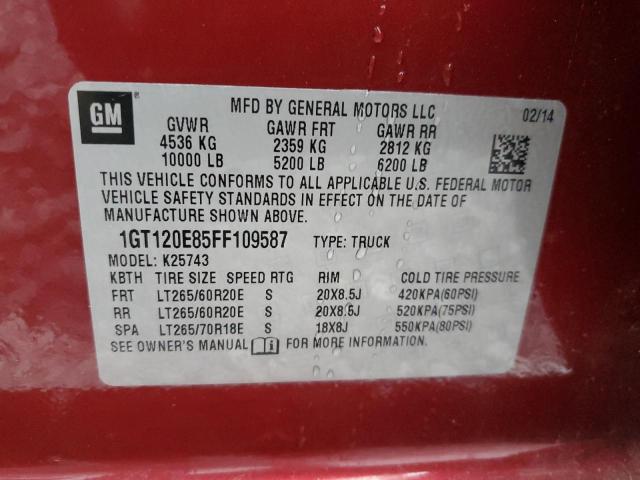 GM
MFD BY GENERAL MOTORS LLC 02/14
GVWR GAWR FRT GAWR RR
4536 KG 2359 KG 2812 KG
10000 LB 5200 LB 6200 LB
THIS VEHICLE CONFORMS TO ALL APPLICABLE U.S. FEDERAL MOTOR
VEHICLE SAFETY STANDARDS IN EFFECT ON THE DATE OF
MANUFACTURE SHOWN ABOVE.
1GT120E85FF109587 TYPE: TRUCK
MODEL: K25743
KBTH TIRE SIZE SPEED RTG RIM COLD TIRE PRESSURE
FRT LT265/60R20E S 20X8.5J 420KPA(60PSI)
RR LT265/60R20E S 20X8.5J 520KPA(75PSI)
SPA LT265/70R18E S 18X8J 550KPA(80PSI)
SEE OWNER'S MANUAL FOR MORE INFORMATION.